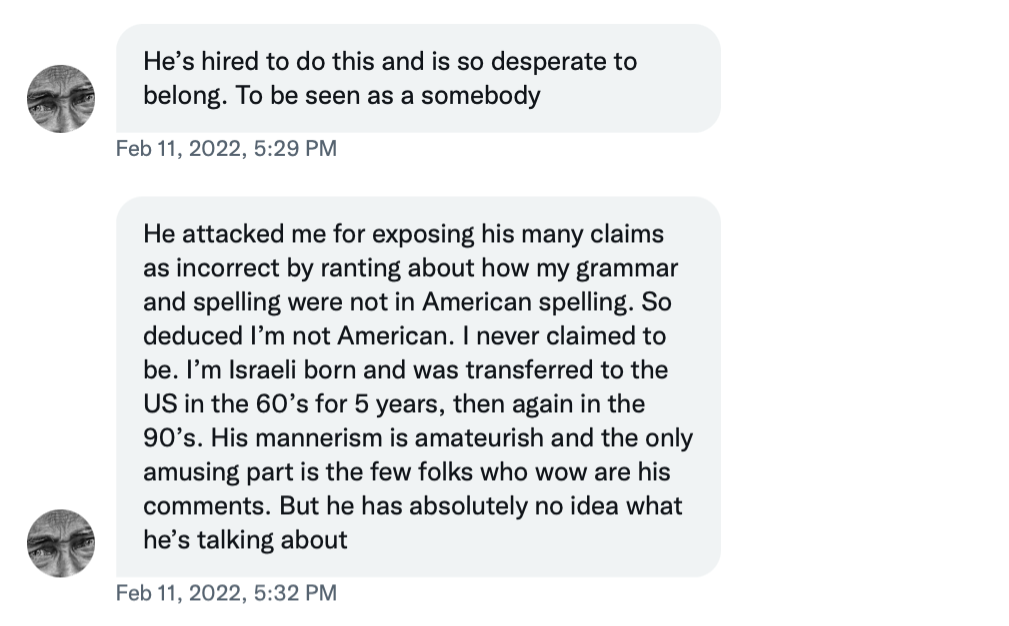 He’s hired to do this and is so desperate to
belong. To be seen as a somebody
Feb 11, 2022, 5:29 PM
He attacked me for exposing his many claims
as incorrect by ranting about how my grammar
and spelling were not in American spelling. So
deduced I’m not American. I never claimed to
be. I’m Israeli born and was transferred to the
US in the 60’s for 5 years, then again in the
90’s. His mannerism is amateurish and the only
amusing part is the few folks who wow are his
comments. But he has absolutely no idea what
he’s talking about
Feb 11, 2022, 5:32 PM